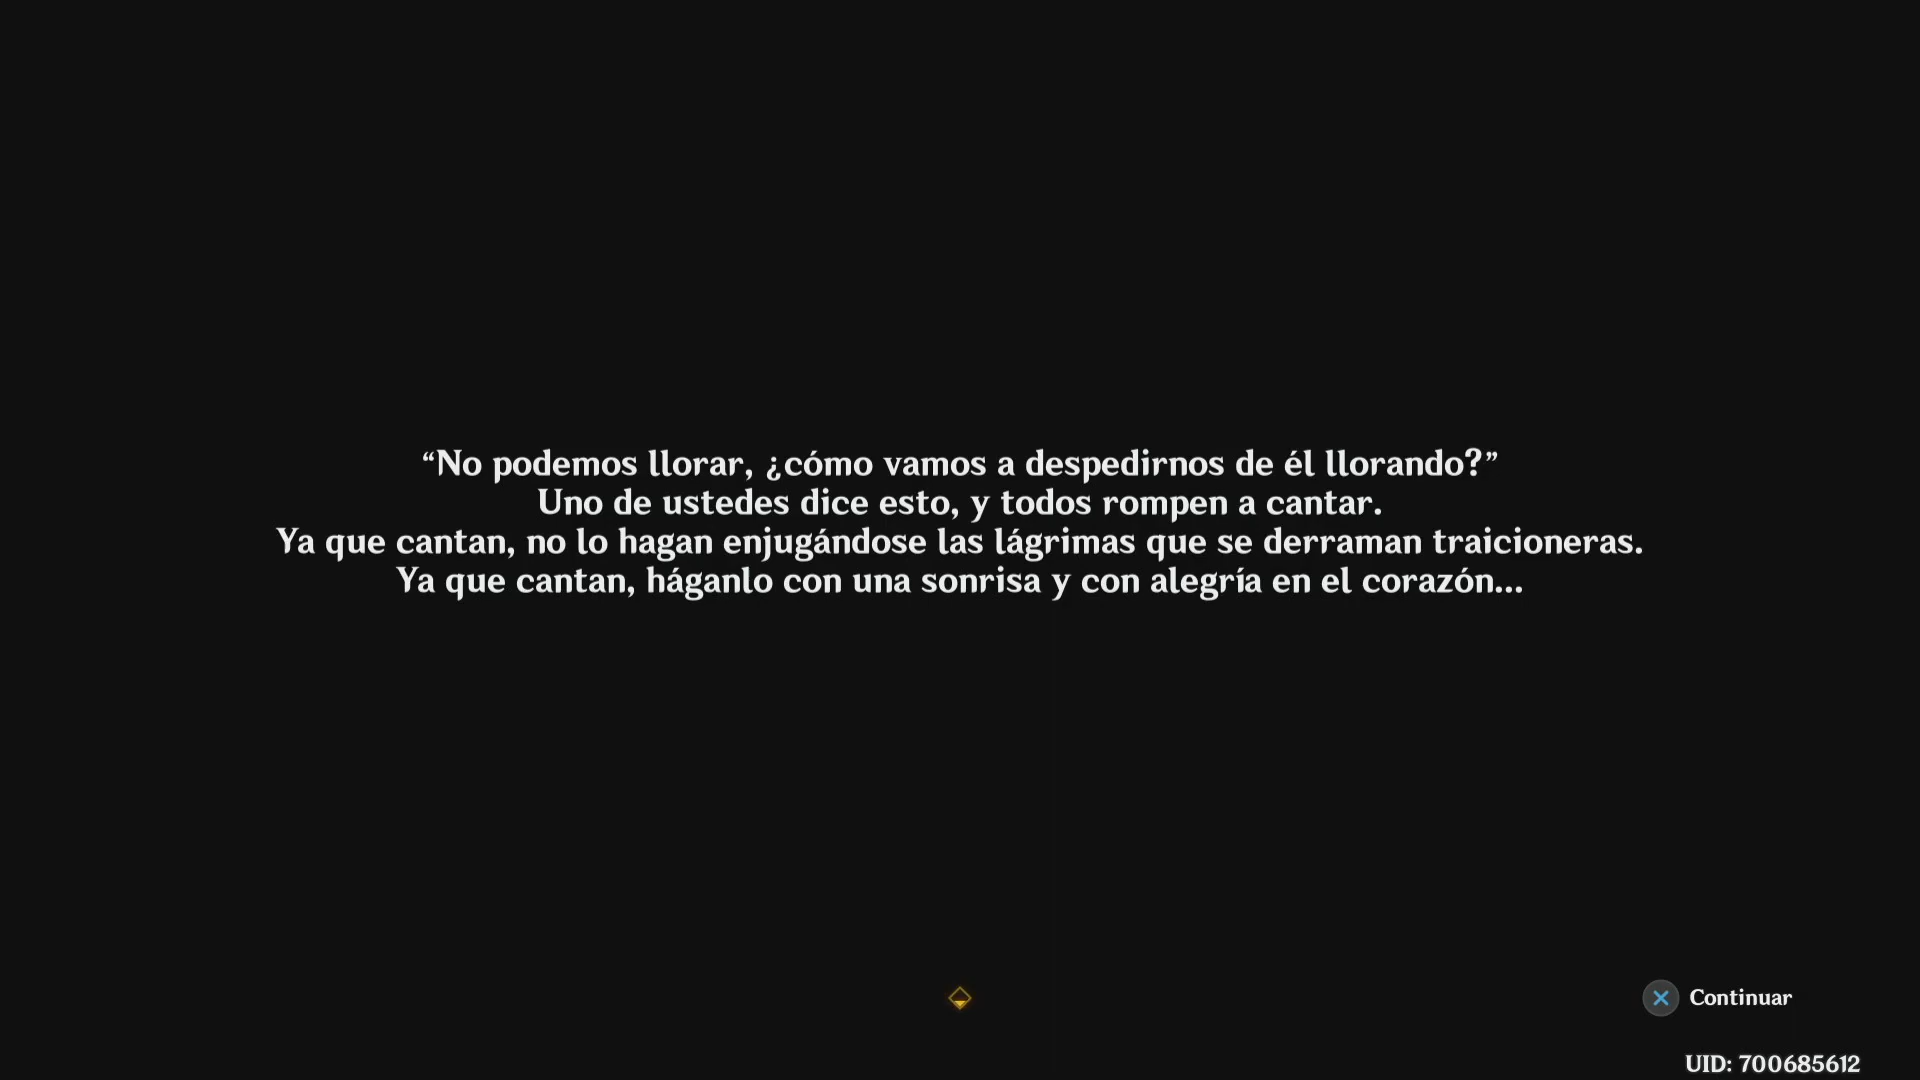 “No podemos llorar, ¿cómo vamos a despedirnos de él llorando?”
Uno de ustedes dice esto, y todos rompen a cantar.
Ya que cantan, no lo hagan enjugándose las lágrimas que se derraman traicioneras.
Ya que cantan, háganlo con una sonrisa y con alegría en el corazón...
Continuar
UID: 700685612